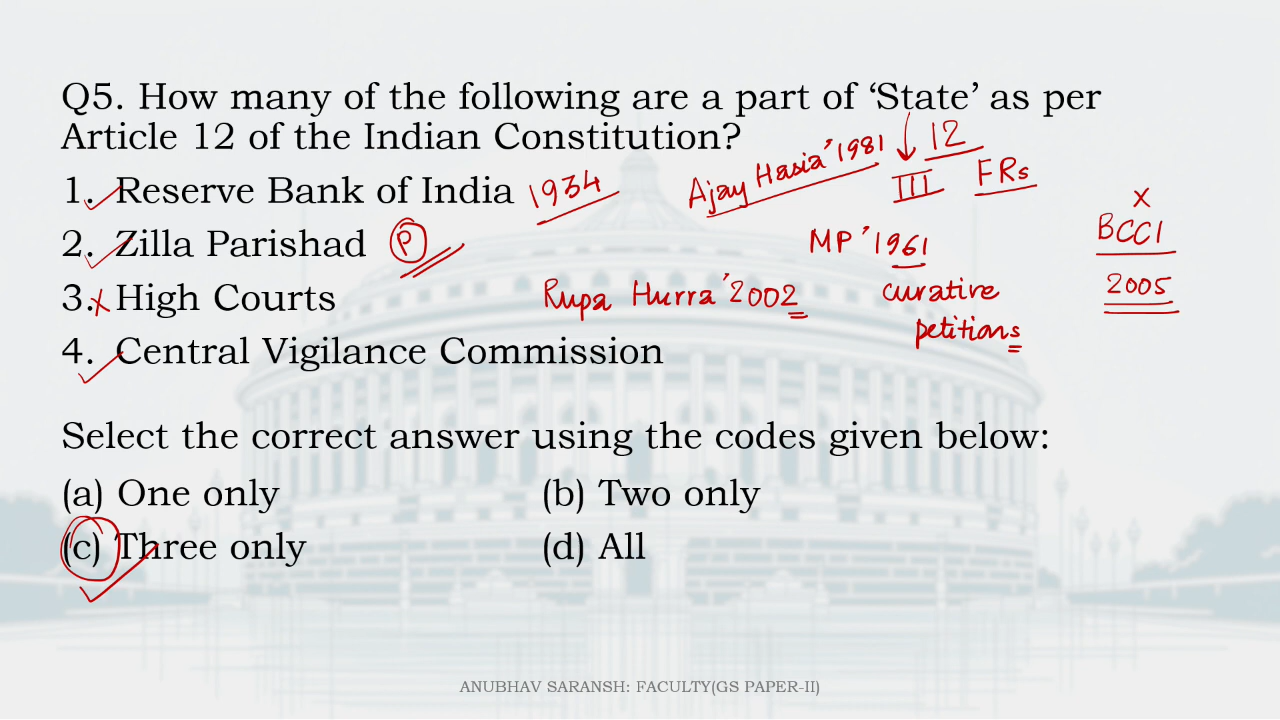 Q5. How many of the following are a part of ‘State’ as per
Article 12 of the Indian Constitution?
12
Ajay Hasia '1981
III FRs
1. Reserve Bank of India 1934
X
BCCI
2. Zilla Parishad P
MP '1961
2005
3. High Courts
Rupa Hurra '2002
curative
petitions
4. Central Vigilance Commission
Select the correct answer using the codes given below:
(a) One only (b) Two only
(c) Three only (d) All
ANUBHAV SARANSH: FACULTY(GS PAPER-II)